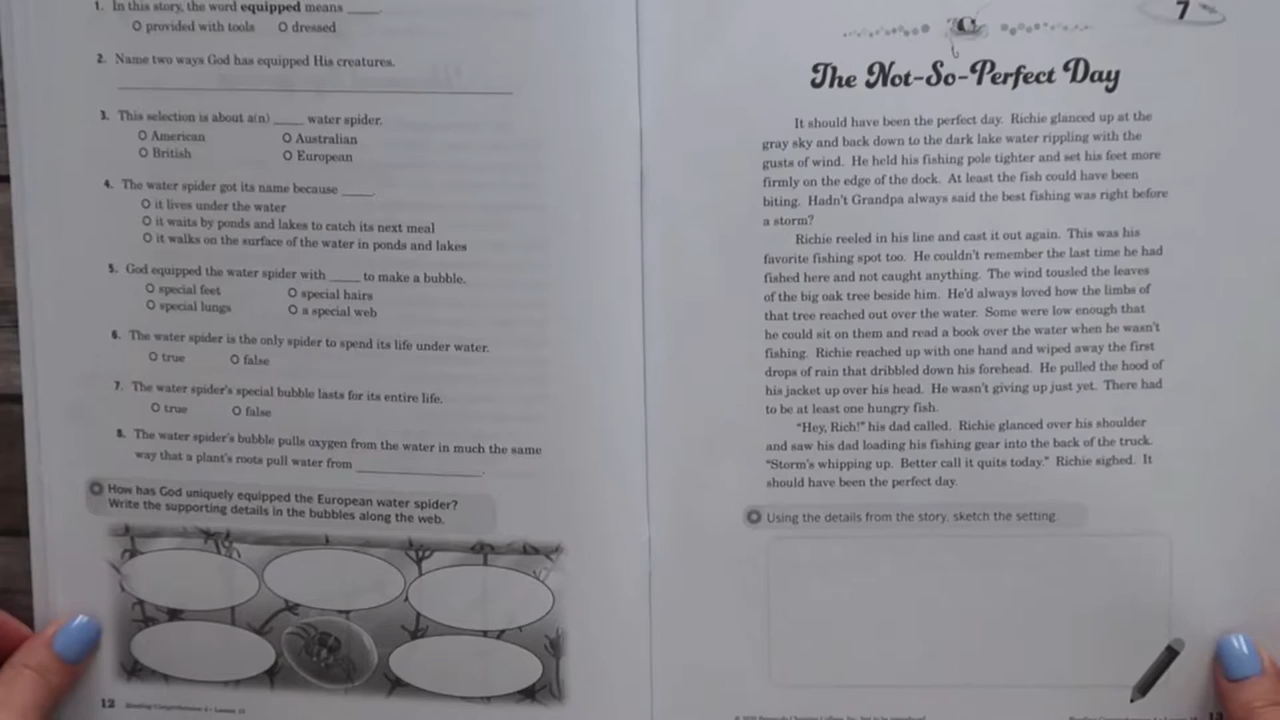 1. In this story, the word equipped means ____.
O provided with tools O dressed
2. Name two ways God has equipped His creatures.
3. This selection is about a(n) ____ water spider.
O American O Australian
O British O European
4. The water spider got its name because ____.
O it lives under the water
O it waits by ponds and lakes to catch its next meal
O it walks on the surface of the water in ponds and lakes
5. God equipped the water spider with ____ to make a bubble.
O special feet O special hairs
O special lungs O a special web
6. The water spider is the only spider to spend its life under water.
O true O false
7. The water spider's special bubble lasts for its entire life.
O true O false
8. The water spider's bubble pulls oxygen from the water in much the same
way that a plant's roots pull water from ____.
How has God uniquely equipped the European water spider?
Write the supporting details in the bubbles along the web.
12 Reading Comprehension
7
The Not-So-Perfect Day
It should have been the perfect day. Richie glanced up at the
gray sky and back down to the dark lake water rippling with the
gusts of wind. He held his fishing pole tighter and set his feet more
firmly on the edge of the dock. At least the fish could have been
biting. Hadn't Grandpa always said the best fishing was right before
a storm?
Richie reeled in his line and cast it out again. This was his
favorite fishing spot too. He couldn't remember the last time he had
fished here and not caught anything. The wind tousled the leaves
of the big oak tree beside him. He'd always loved how the limbs of
that tree reached out over the water. Some were low enough that
he could sit on them and read a book over the water when he wasn't
fishing. Richie reached up with one hand and wiped away the first
drops of rain that dribbled down his forehead. He pulled the hood of
his jacket up over his head. He wasn't giving up just yet. There had
to be at least one hungry fish.
"Hey, Rich!" his dad called. Richie glanced over his shoulder
and saw his dad loading his fishing gear into the back of the truck.
"Storm's whipping up. Better call it quits today." Richie sighed. It
should have been the perfect day.
Using the details from the story, sketch the setting.